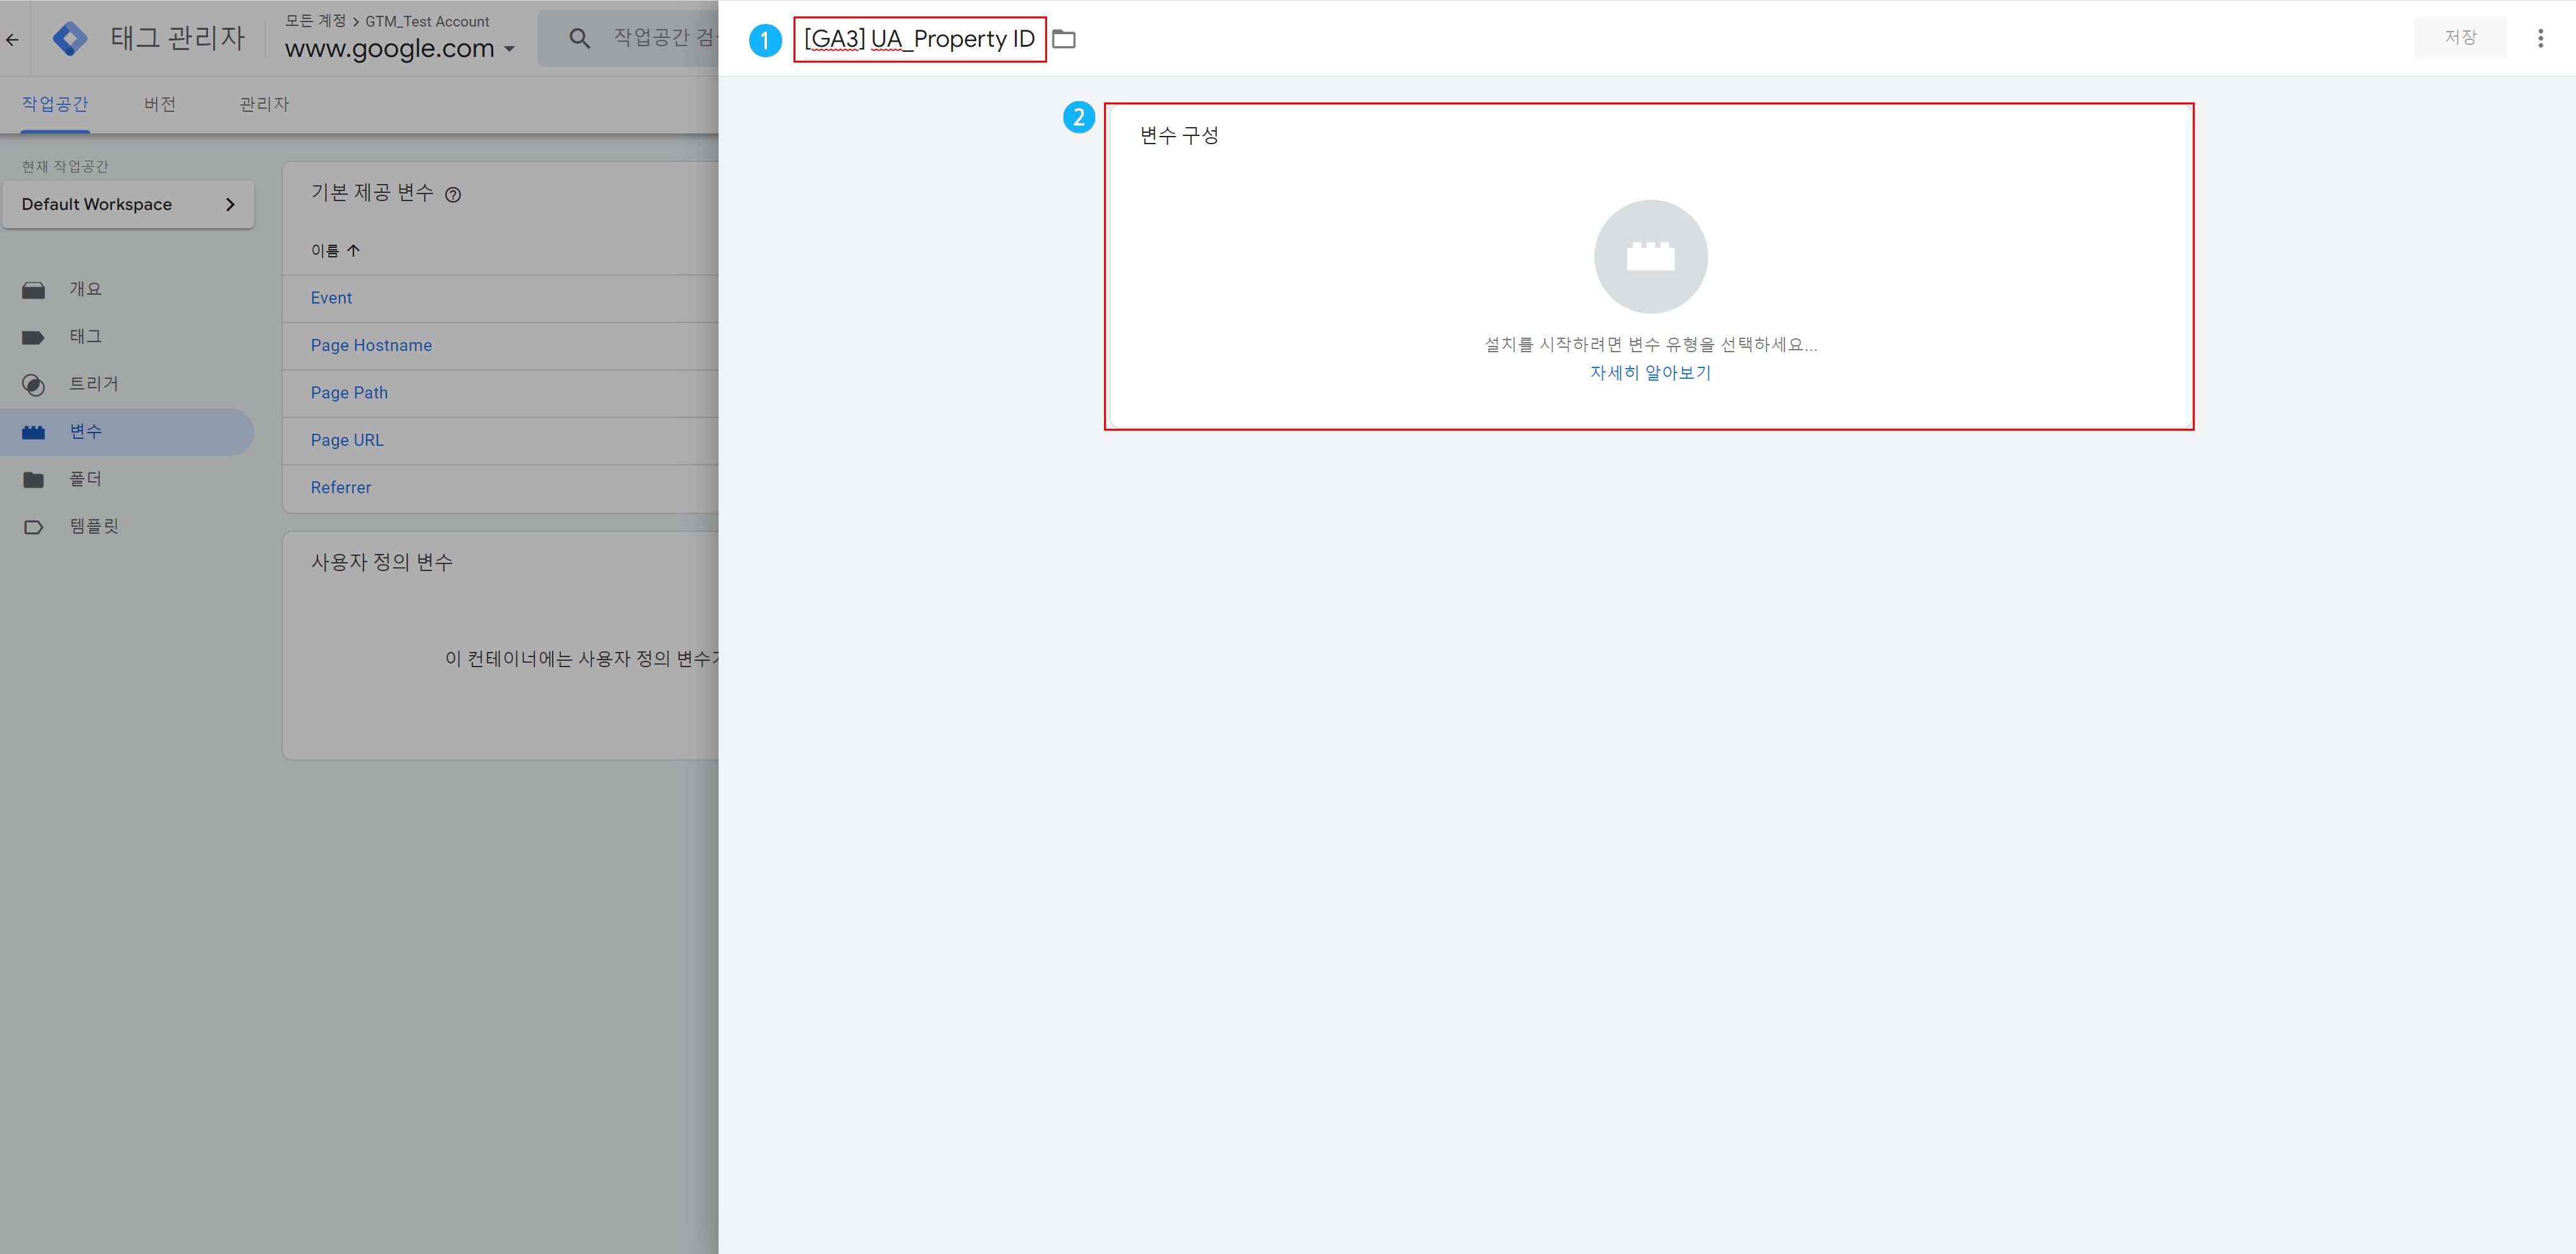 모든 계정 > GTM_Test Account
태그 관리자
www.google.com
작업공간 검
1
[GA3] UA_Property ID
저장
작업공간
버전
관리자
2
변수 구성
설치를 시작하려면 변수 유형을 선택하세요...
자세히 알아보기
현재 작업공간
Default Workspace
개요
태그
트리거
변수
폴더
템플릿
기본 제공 변수
이름
Event
Page Hostname
Page Path
Page URL
Referrer
사용자 정의 변수
이 컨테이너에는 사용자 정의 변수